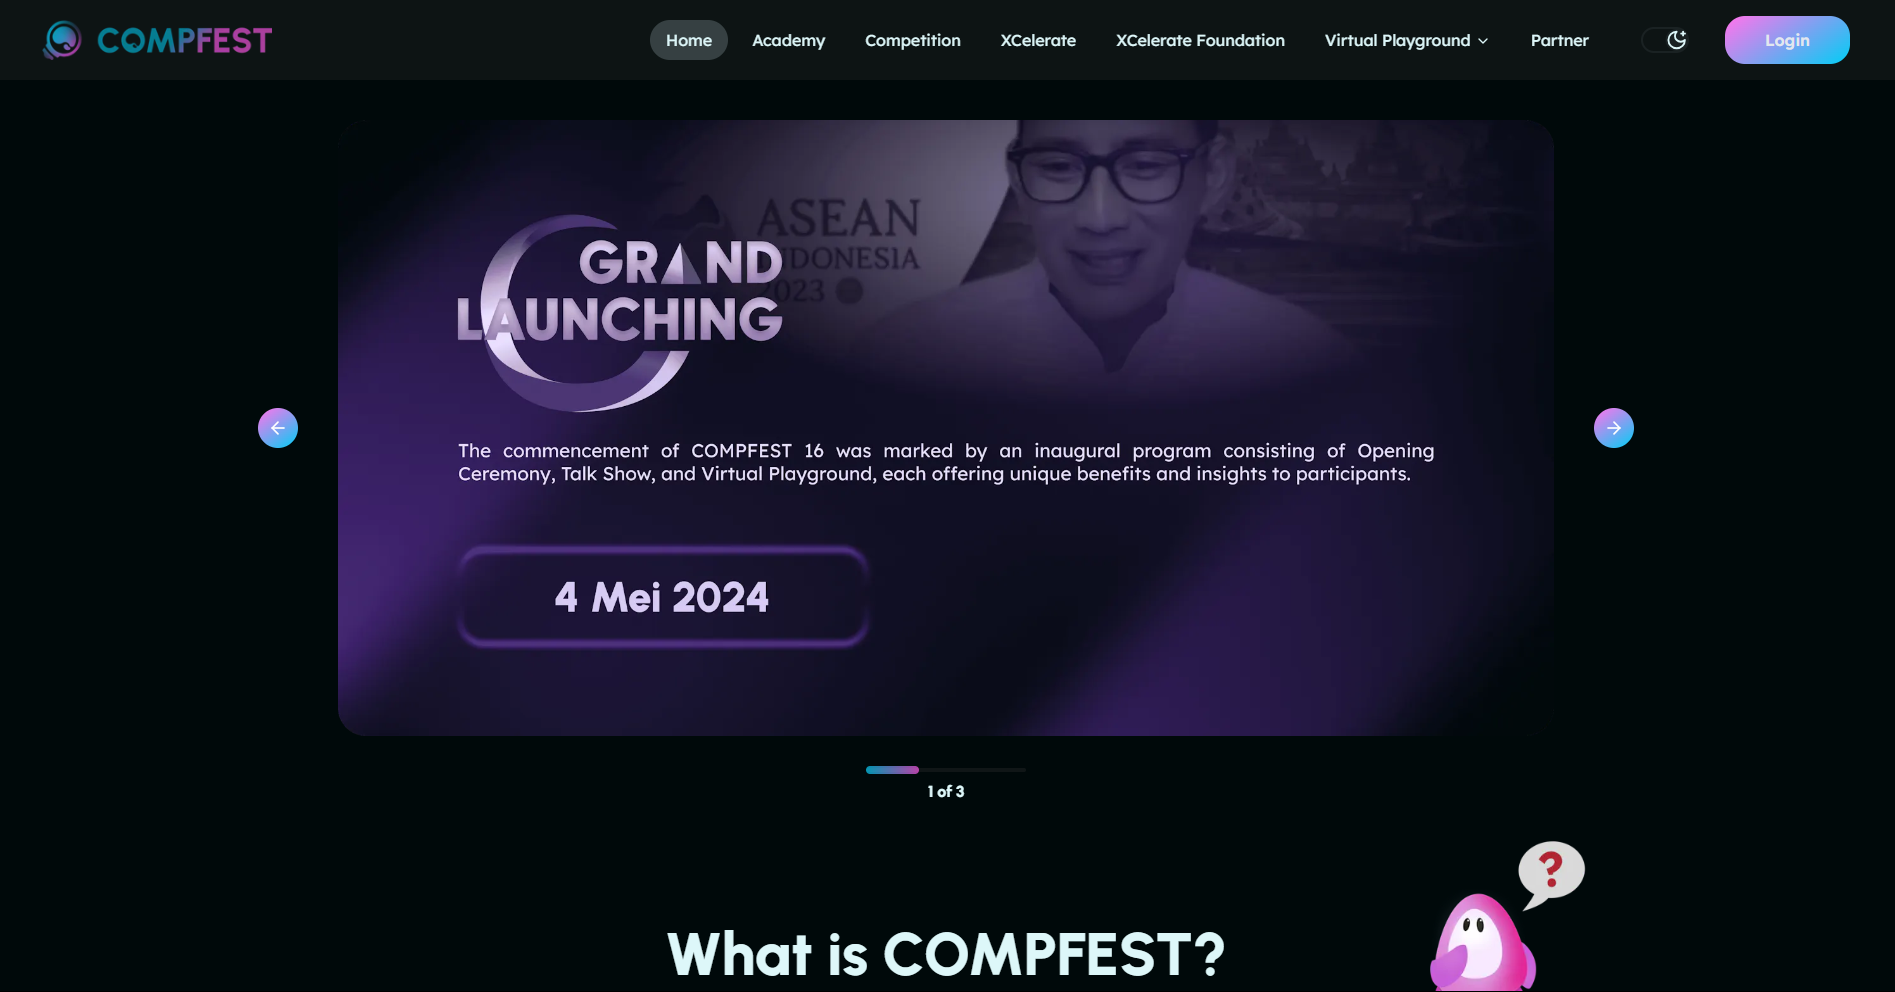 COMPFEST
Home
Academy
Competition
XCelerate
XCelerate Foundation
Virtual Playground
Partner
Login
ASEAN
INDONESIA
2023
GRAND
LAUNCHING
The commencement of COMPFEST 16 was marked by an inaugural program consisting of Opening
Ceremony, Talk Show, and Virtual Playground, each offering unique benefits and insights to participants.
4 Mei 2024
1 of 3
?
What is COMPFEST?